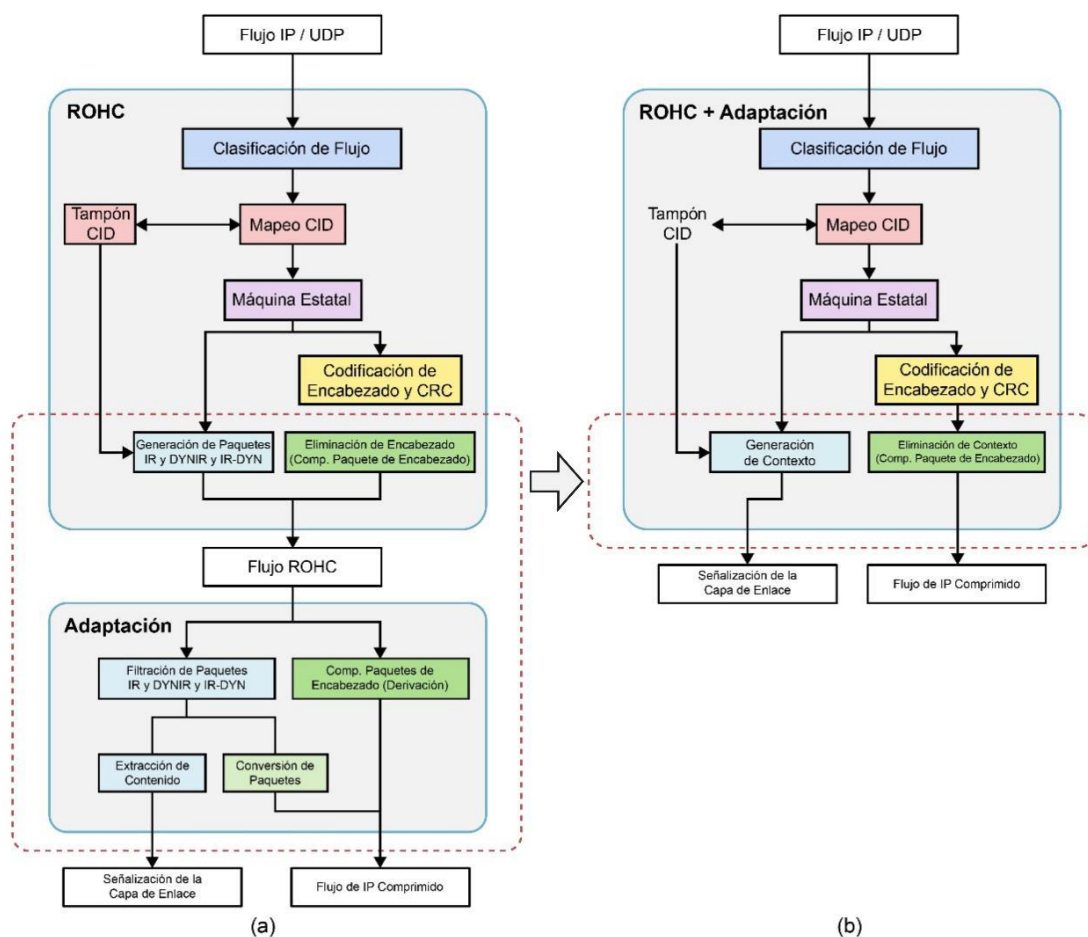 Flujo IP / UDP
ROHC
Clasificación de Flujo
Tampón
CID
Mapeo CID
Máquina Estatal
Codificación de
Encabezado y CRC
Generación de Paquetes
IR y DYNIR y IR-DYN
Eliminación de Encabezado
(Comp. Paquete de Encabezado)
Flujo ROHC
Adaptación
Filtración de Paquetes
IR y DYNIR y IR-DYN
Comp. Paquetes de
Encabezado (Derivación)
Extracción de
Contenido
Conversión de
Paquetes
Señalización de la
Capa de Enlace
Flujo de IP Comprimido
(a)
Flujo IP / UDP
ROHC + Adaptación
Clasificación de Flujo
Tampón
CID
Mapeo CID
Máquina Estatal
Codificación de
Encabezado y CRC
Generación
de Contexto
Eliminación de Contexto
(Comp. Paquete de Encabezado)
Señalización de la
Capa de Enlace
Flujo de IP Comprimido
(b)